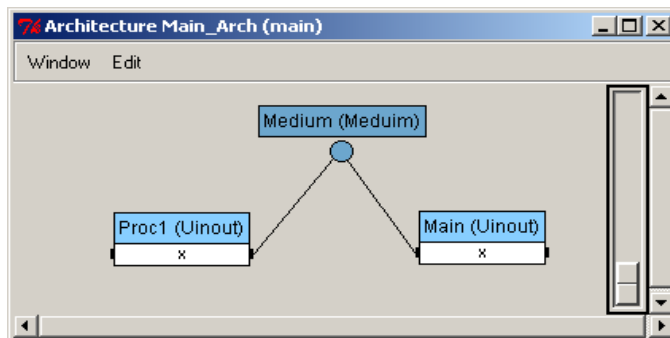 Architecture Main_Arch (main)
Window Edit
Medium (Meduim)
Proc1 (Uinout)
x
Main (Uinout)
x